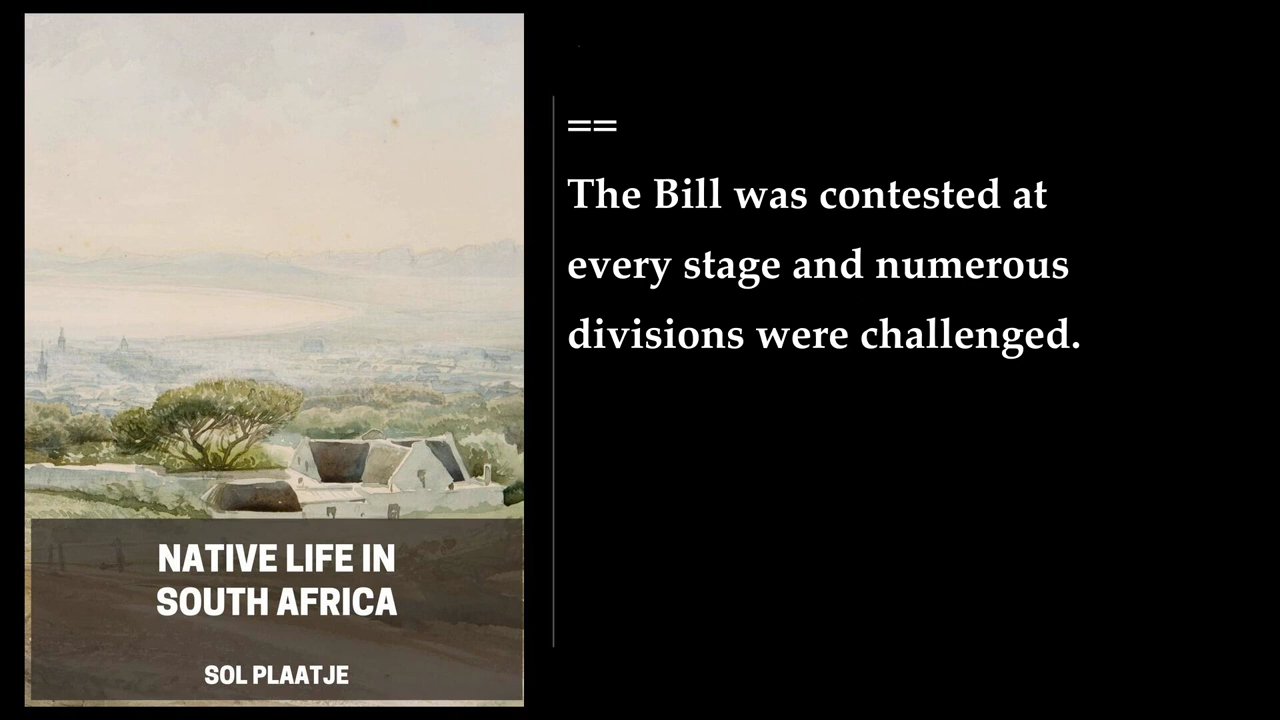 ==
The Bill was contested at
every stage and numerous
divisions were challenged.
NATIVE LIFE IN
SOUTH AFRICA
SOL PLAATJE